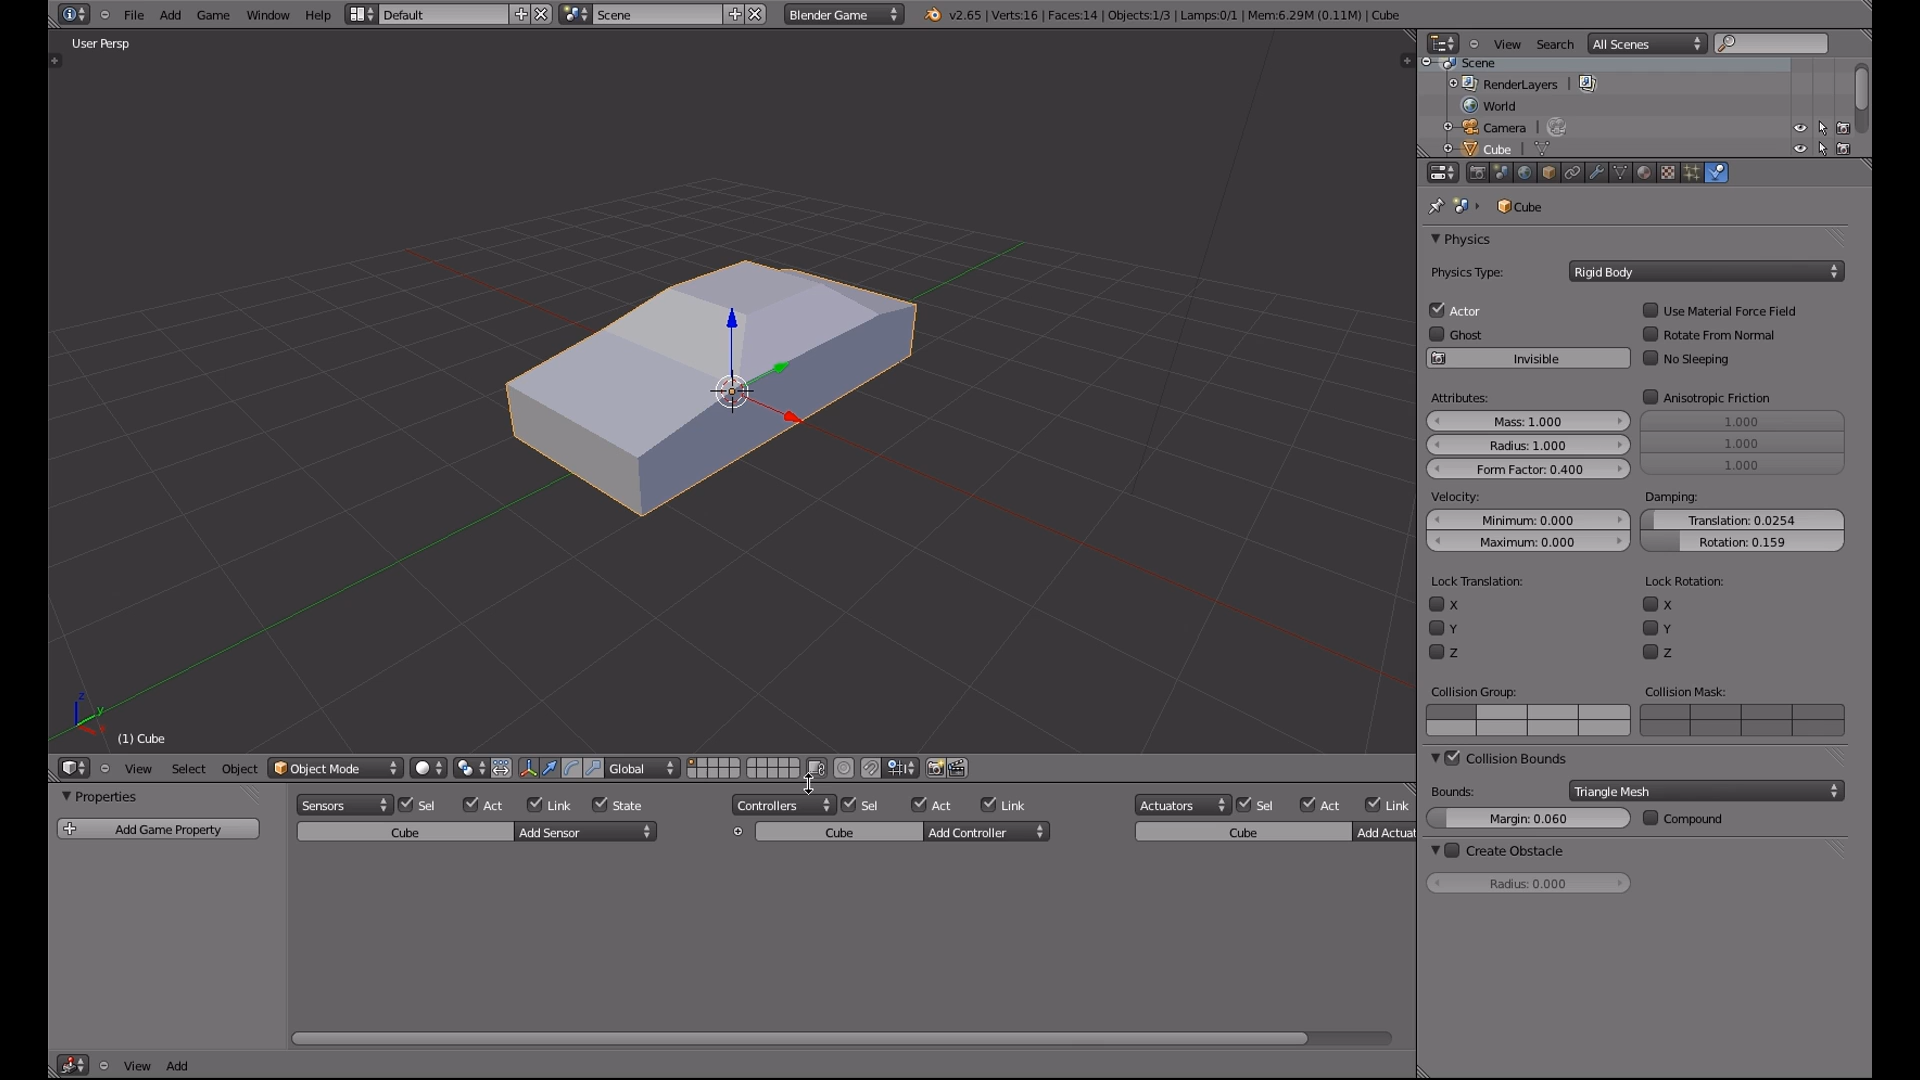 File Add Game Window Help Default Scene Blender Game v2.65 | Verts:16 | Faces:14 | Objects:1/3 | Lamps:0/1 | Mem:6.29M (0.11M) | Cube
User Persp
View Search All Scenes
Scene
RenderLayers |
World
Camera |
Cube |
Cube
Physics
Physics Type: Rigid Body
Actor Use Material Force Field
Ghost Rotate From Normal
Invisible No Sleeping
Attributes: Anisotropic Friction
Mass: 1.000 1.000
Radius: 1.000 1.000
Form Factor: 0.400 1.000
Velocity: Damping:
Minimum: 0.000 Translation: 0.0254
Maximum: 0.000 Rotation: 0.159
Lock Translation: Lock Rotation:
X X
Y Y
Z Z
Collision Group: Collision Mask:
Collision Bounds
Bounds: Triangle Mesh
Margin: 0.060 Compound
Create Obstacle
Radius: 0.000
z
y
(1) Cube
View Select Object Object Mode Global
Properties
Add Game Property
Sensors Sel Act Link State Controllers Sel Act Link Actuators Sel Act Link
Cube Add Sensor Cube Add Controller Cube Add Actuat
View Add